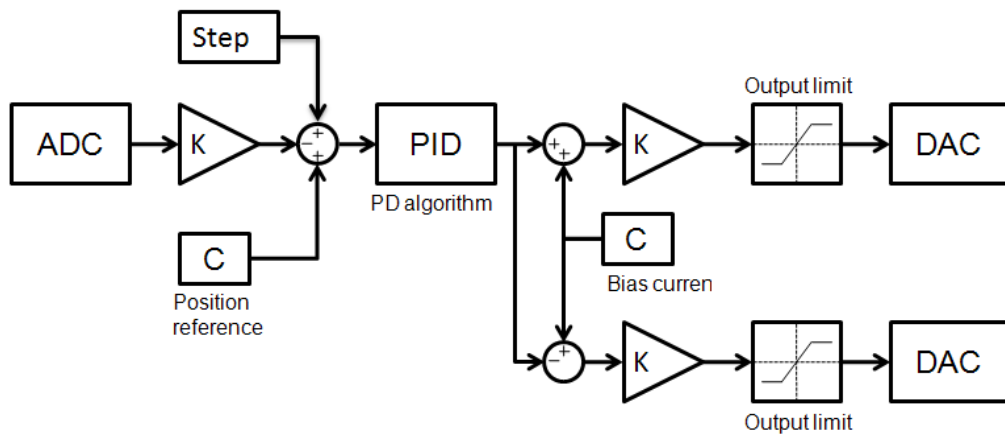 Step
Output limit
ADC
K
−
+
+
PID
+
+
K
DAC
PD algorithm
C
C
Position
reference
Bias curren
−
+
K
DAC
Output limit